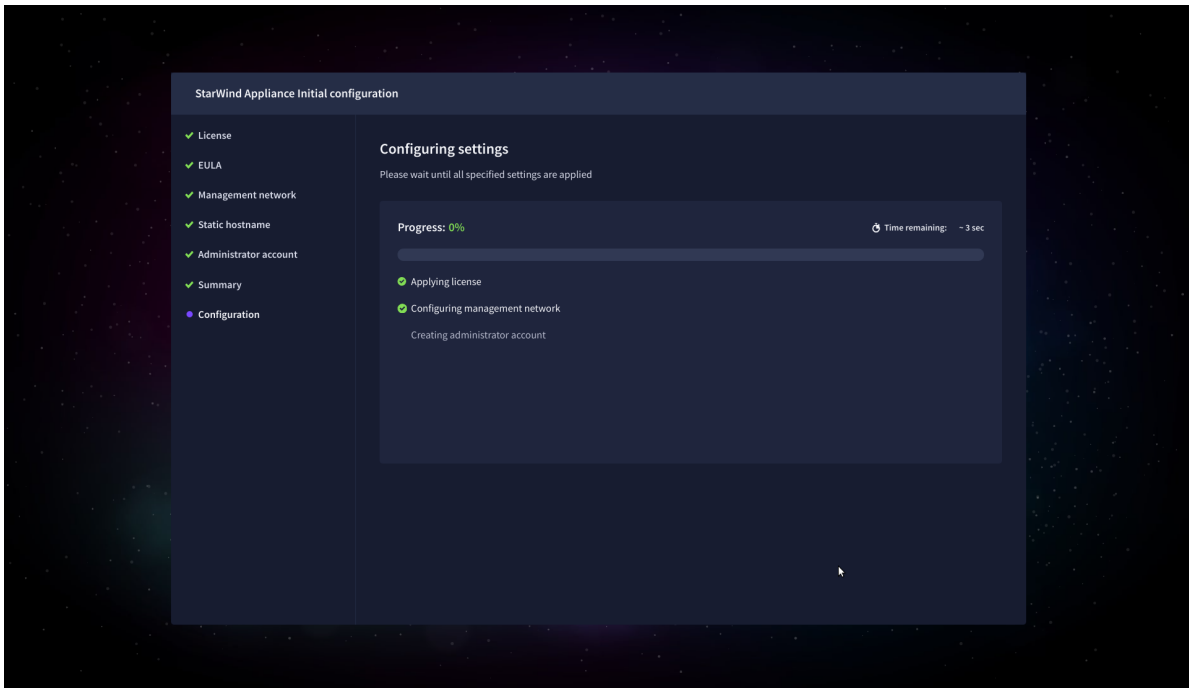 StarWind Appliance Initial configuration
License
EULA
Management network
Static hostname
Administrator account
Summary
Configuration
Configuring settings
Please wait until all specified settings are applied
Progress: 0%
Time remaining: ~ 3 sec
Applying license
Configuring management network
Creating administrator account